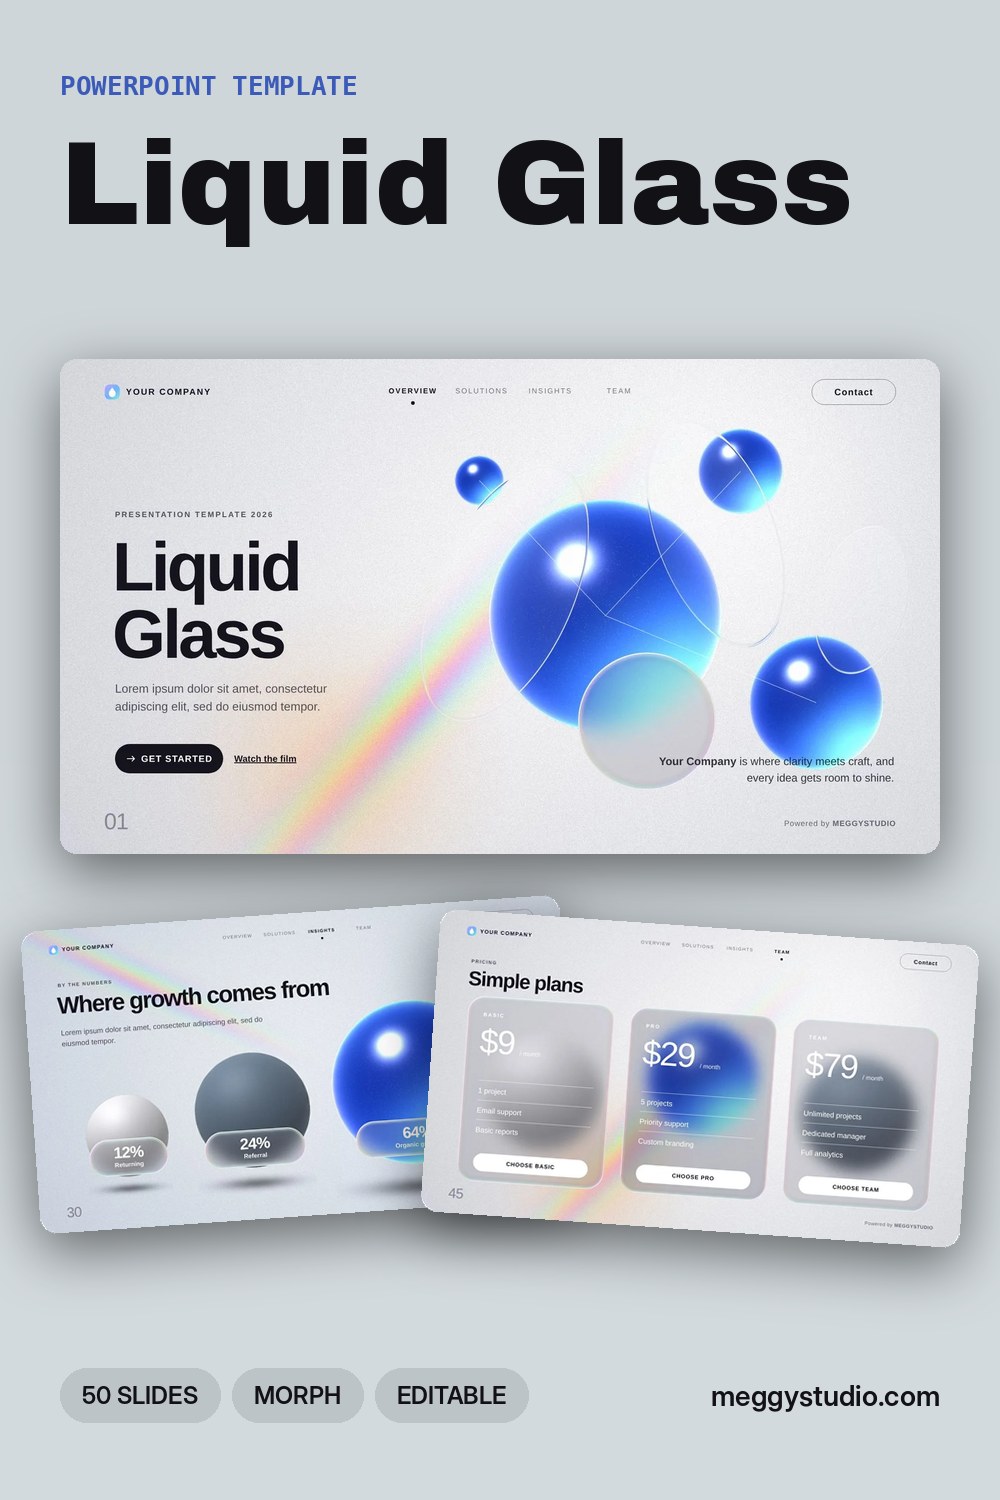 POWERPOINT TEMPLATE
Liquid Glass
YOUR COMPANY
OVERVIEW SOLUTIONS INSIGHTS TEAM
Contact
PRESENTATION TEMPLATE 2026
Liquid
Glass
Lorem ipsum dolor sit amet, consectetur
adipiscing elit, sed do eiusmod tempor.
→ GET STARTED
Watch the film
Your Company is where clarity meets craft, and
every idea gets room to shine.
01
Powered by MEGGYSTUDIO
YOUR COMPANY
OVERVIEW SOLUTIONS INSIGHTS TEAM
BY THE NUMBERS
Where growth comes from
Lorem ipsum dolor sit amet, consectetur adipiscing elit, sed do
eiusmod tempor.
12%
Returning
24%
Referral
64%
Organic
30
YOUR COMPANY
OVERVIEW SOLUTIONS INSIGHTS TEAM
Contact
PRICING
Simple plans
BASIC
$9 / month
1 project
Email support
Basic reports
CHOOSE BASIC
PRO
$29 / month
5 projects
Priority support
Custom branding
CHOOSE PRO
TEAM
$79 / month
Unlimited projects
Dedicated manager
Full analytics
CHOOSE TEAM
45
Powered by MEGGYSTUDIO
50 SLIDES
MORPH
EDITABLE
meggystudio.com